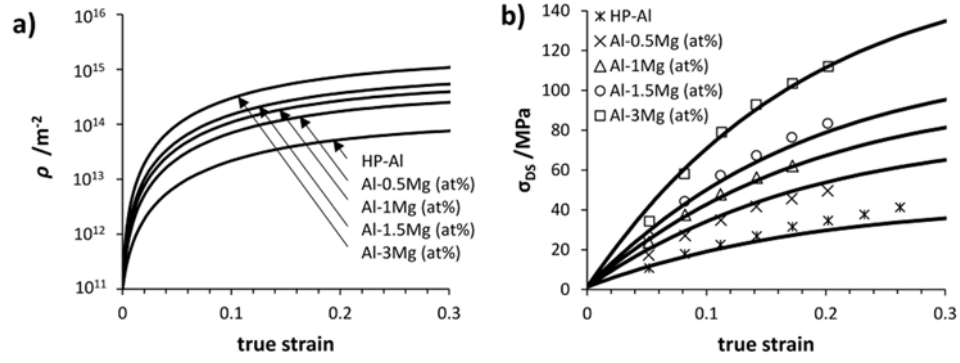 a)
10¹⁶
10¹⁵
10¹⁴
10¹³
10¹²
10¹¹
ρ /m⁻²
HP-Al
Al-0.5Mg (at%)
Al-1Mg (at%)
Al-1.5Mg (at%)
Al-3Mg (at%)
0 0.1 0.2 0.3
true strain
b)
140
120
100
80
60
40
20
0
σDS /MPa
HP-Al
Al-0.5Mg (at%)
Al-1Mg (at%)
Al-1.5Mg (at%)
Al-3Mg (at%)
0 0.1 0.2 0.3
true strain